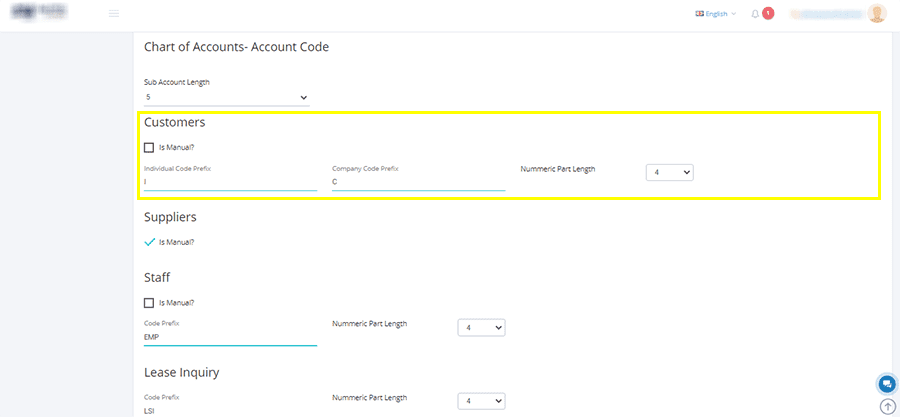 English
1
Chart of Accounts- Account Code
Sub Account Length
5
Customers
Is Manual?
Individual Code Prefix Company Code Prefix Nummeric Part Length 4
I C
Suppliers
Is Manual?
Staff
Is Manual?
Code Prefix Nummeric Part Length 4
EMP
Lease Inquiry
Code Prefix Nummeric Part Length 4
LSI